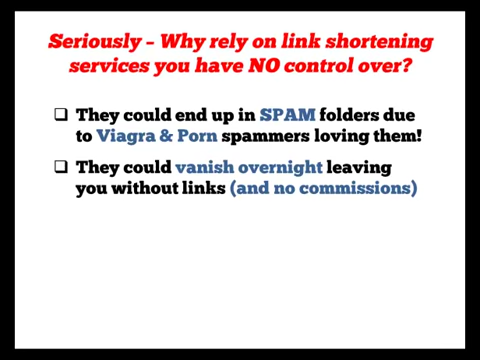 Seriously – Why rely on link shortening
services you have NO control over?
❑ They could end up in SPAM folders due
to Viagra & Porn spammers loving them!
❑ They could vanish overnight leaving
you without links (and no commissions)